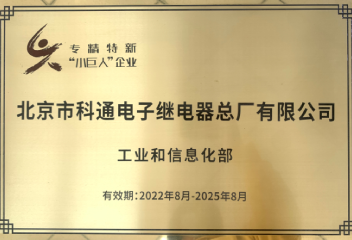 专精特新
“小巨人”企业
北京市科通电子继电器总厂有限公司
工业和信息化部
有效期：2022年8月-2025年8月